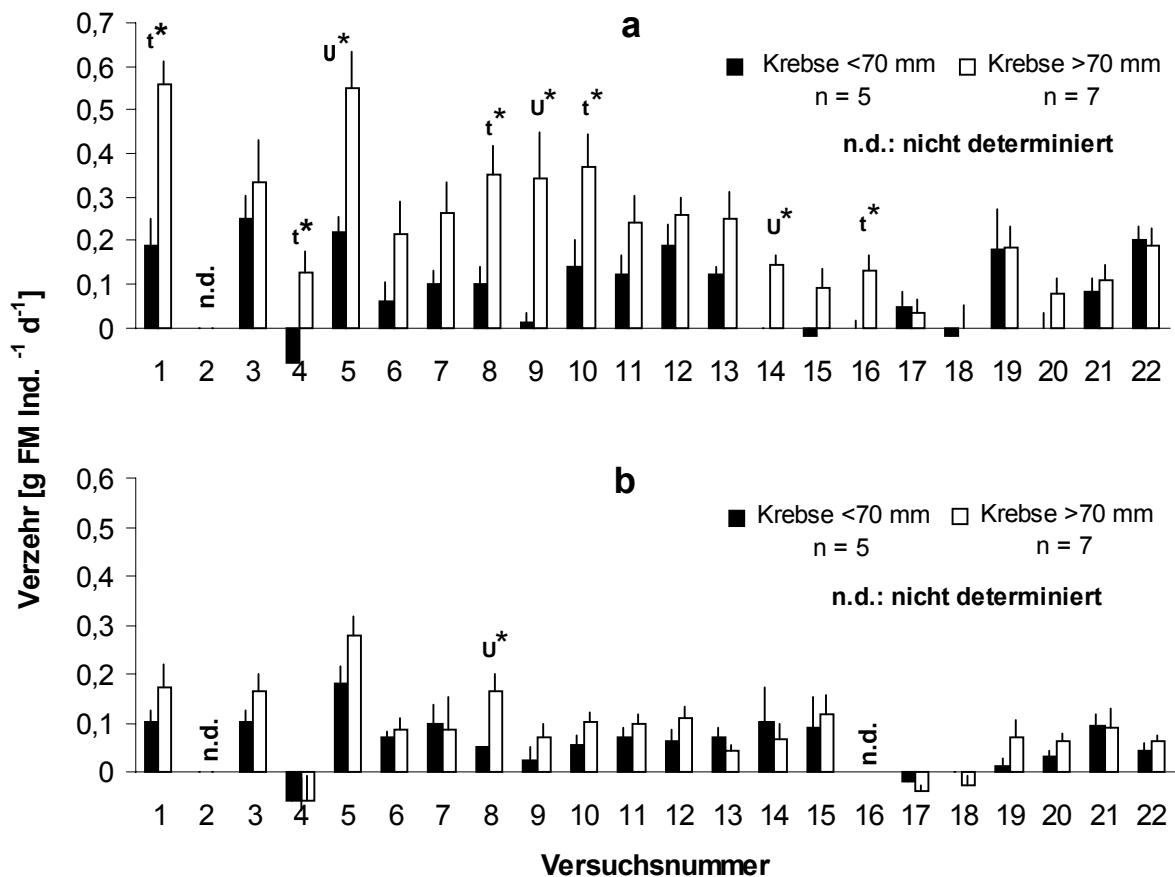 a
0,7
0,6
0,5
0,4
0,3
0,2
0,1
0
t*
n.d.
t*
U*
t*
U*
t*
U*
t*
Krebse <70 mm
n = 5
Krebse >70 mm
n = 7
n.d.: nicht determiniert
1 2 3 4 5 6 7 8 9 10 11 12 13 14 15 16 17 18 19 20 21 22
Verzehr [g FM Ind. -1 d-1]
b
0,6
0,5
0,4
0,3
0,2
0,1
0
n.d.
U*
n.d.
Krebse <70 mm
n = 5
Krebse >70 mm
n = 7
n.d.: nicht determiniert
1 2 3 4 5 6 7 8 9 10 11 12 13 14 15 16 17 18 19 20 21 22
Versuchsnummer